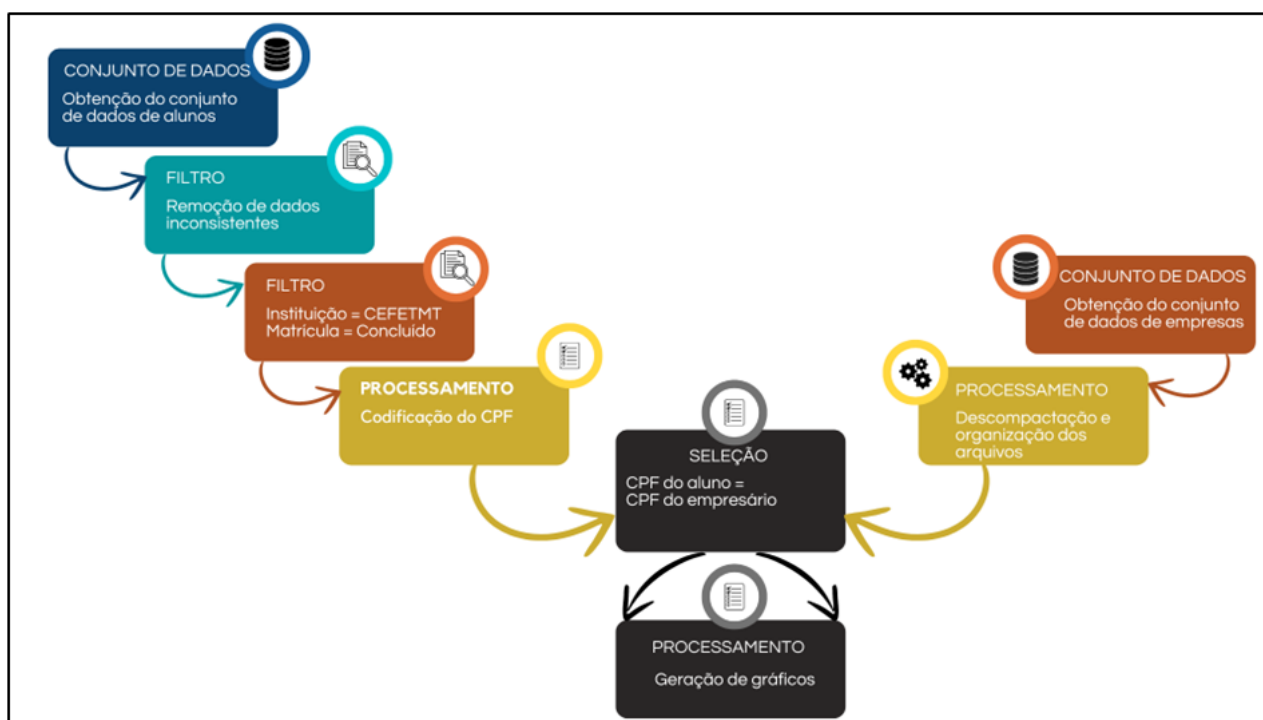 CONJUNTO DE DADOS
Obtenção do conjunto
de dados de alunos
FILTRO
Remoção de dados
inconsistentes
FILTRO
Instituição = CEFETMT
Matricula = Concluído
PROCESSAMENTO
Codificação do CPF
CONJUNTO DE DADOS
Obtenção do conjunto
de dados de empresas
PROCESSAMENTO
Descompactação e
organização dos
arquivos
SELEÇÃO
CPF do aluno =
CPF do empresário
PROCESSAMENTO
Geração de gráficos